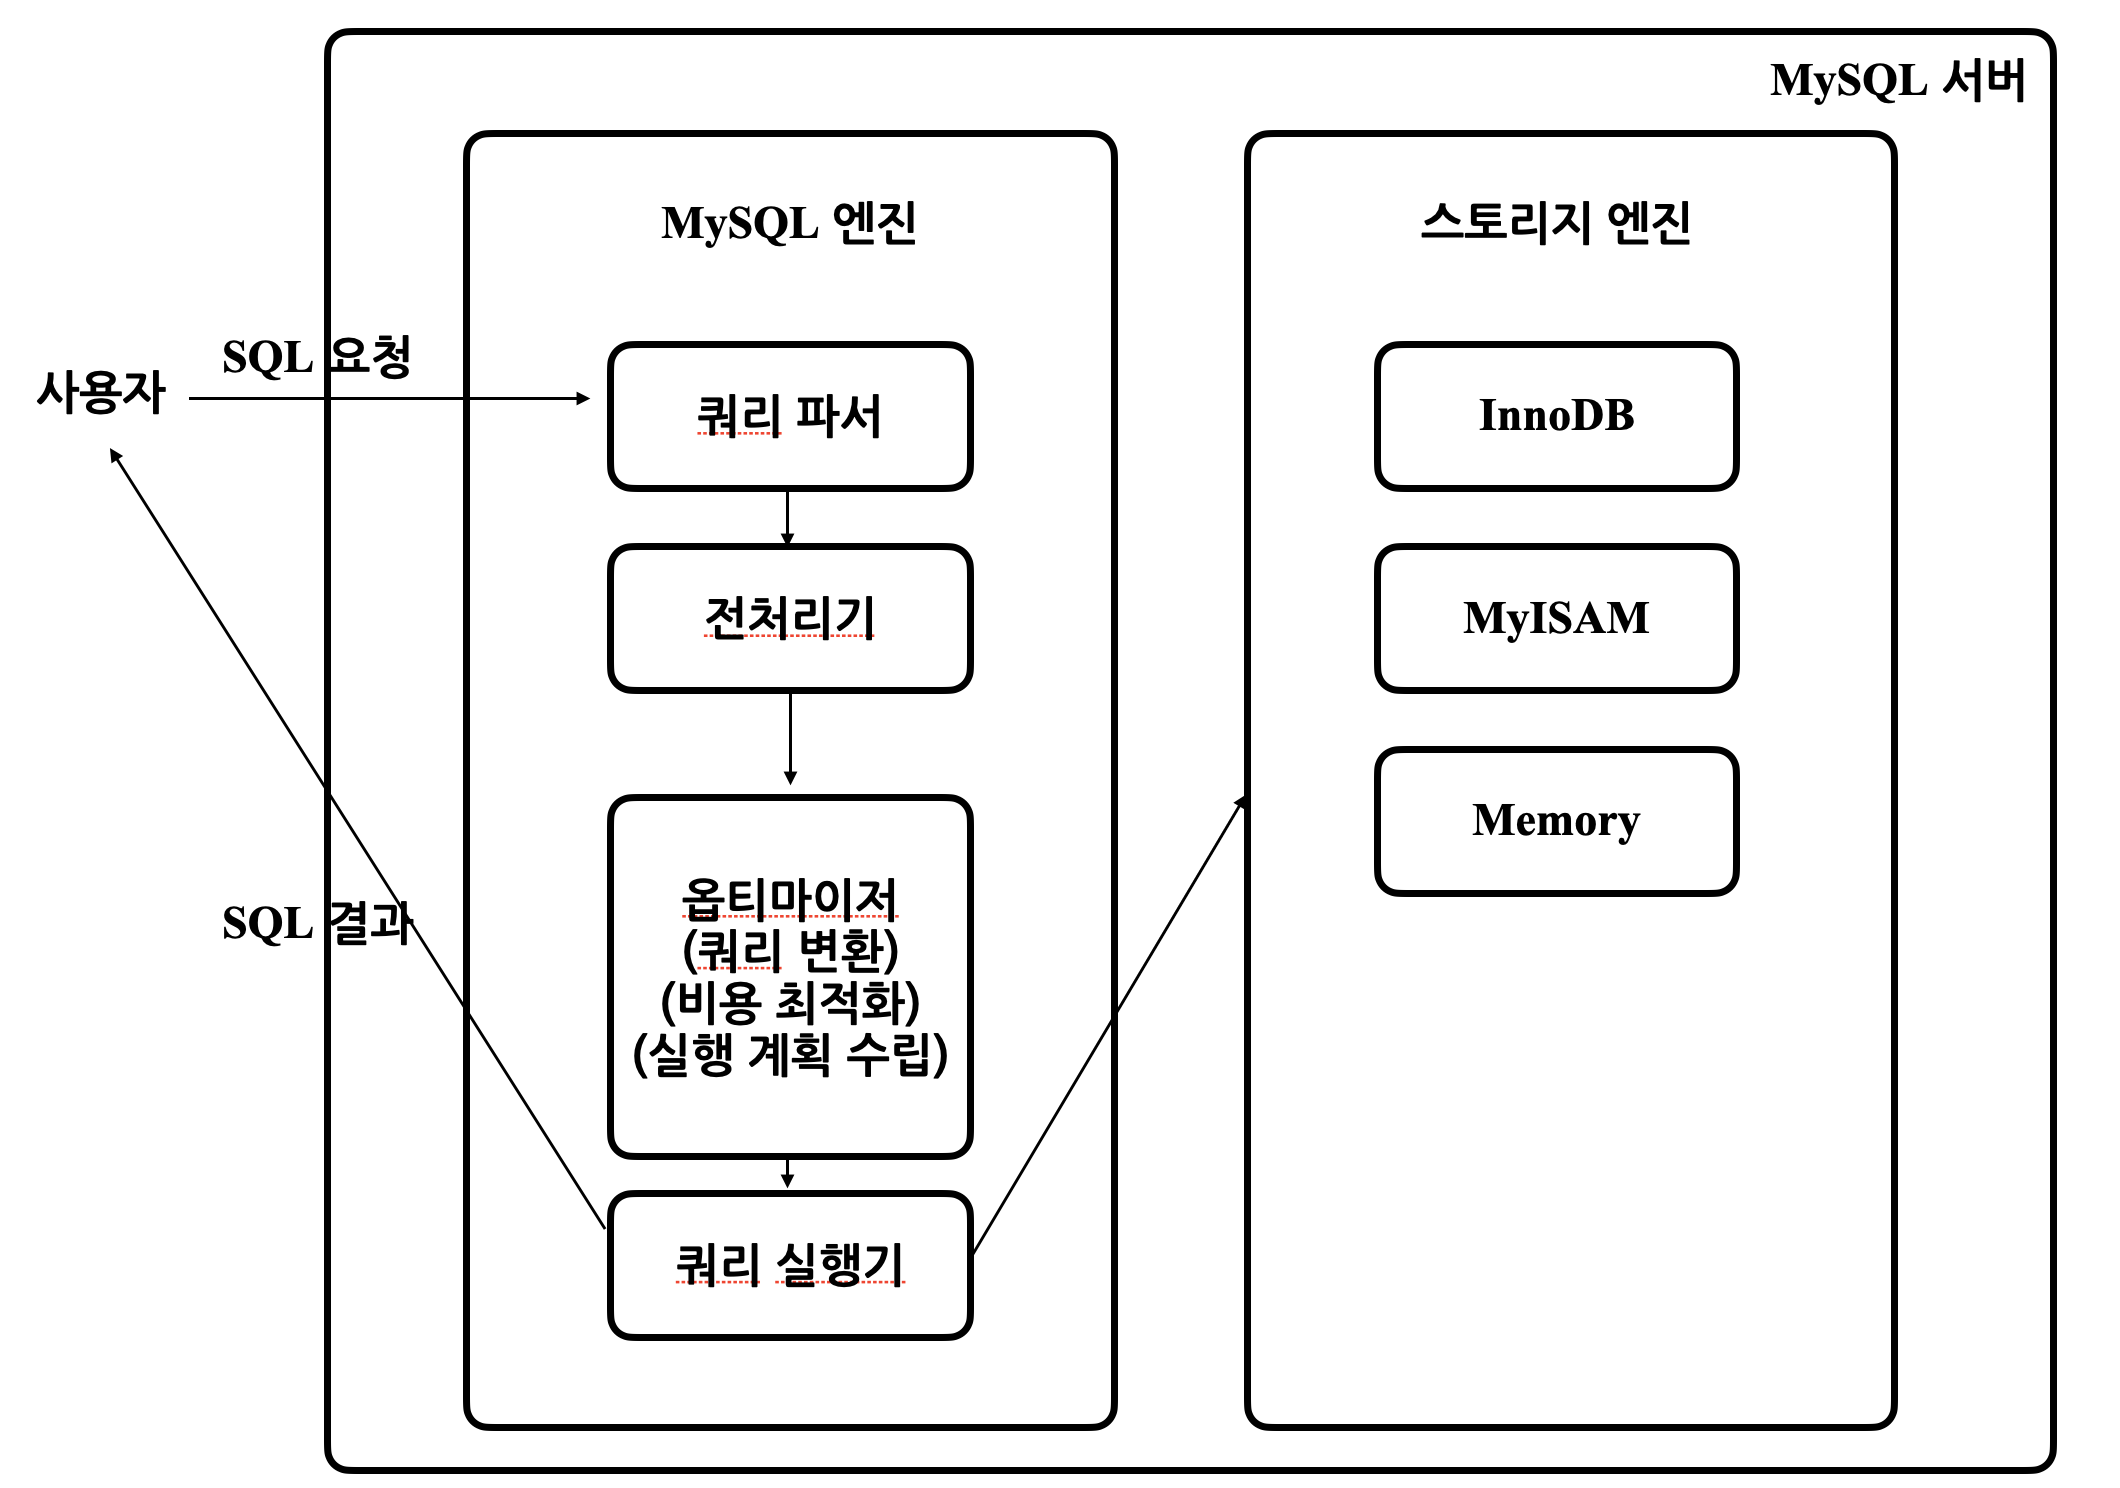 MySQL 서버
MySQL 엔진
스토리지 엔진
사용자
SQL 요청
쿼리 파서
전처리기
옵티마이저
(쿼리 변환)
(비용 최적화)
(실행 계획 수립)
쿼리 실행기
SQL 결과
InnoDB
MyISAM
Memory